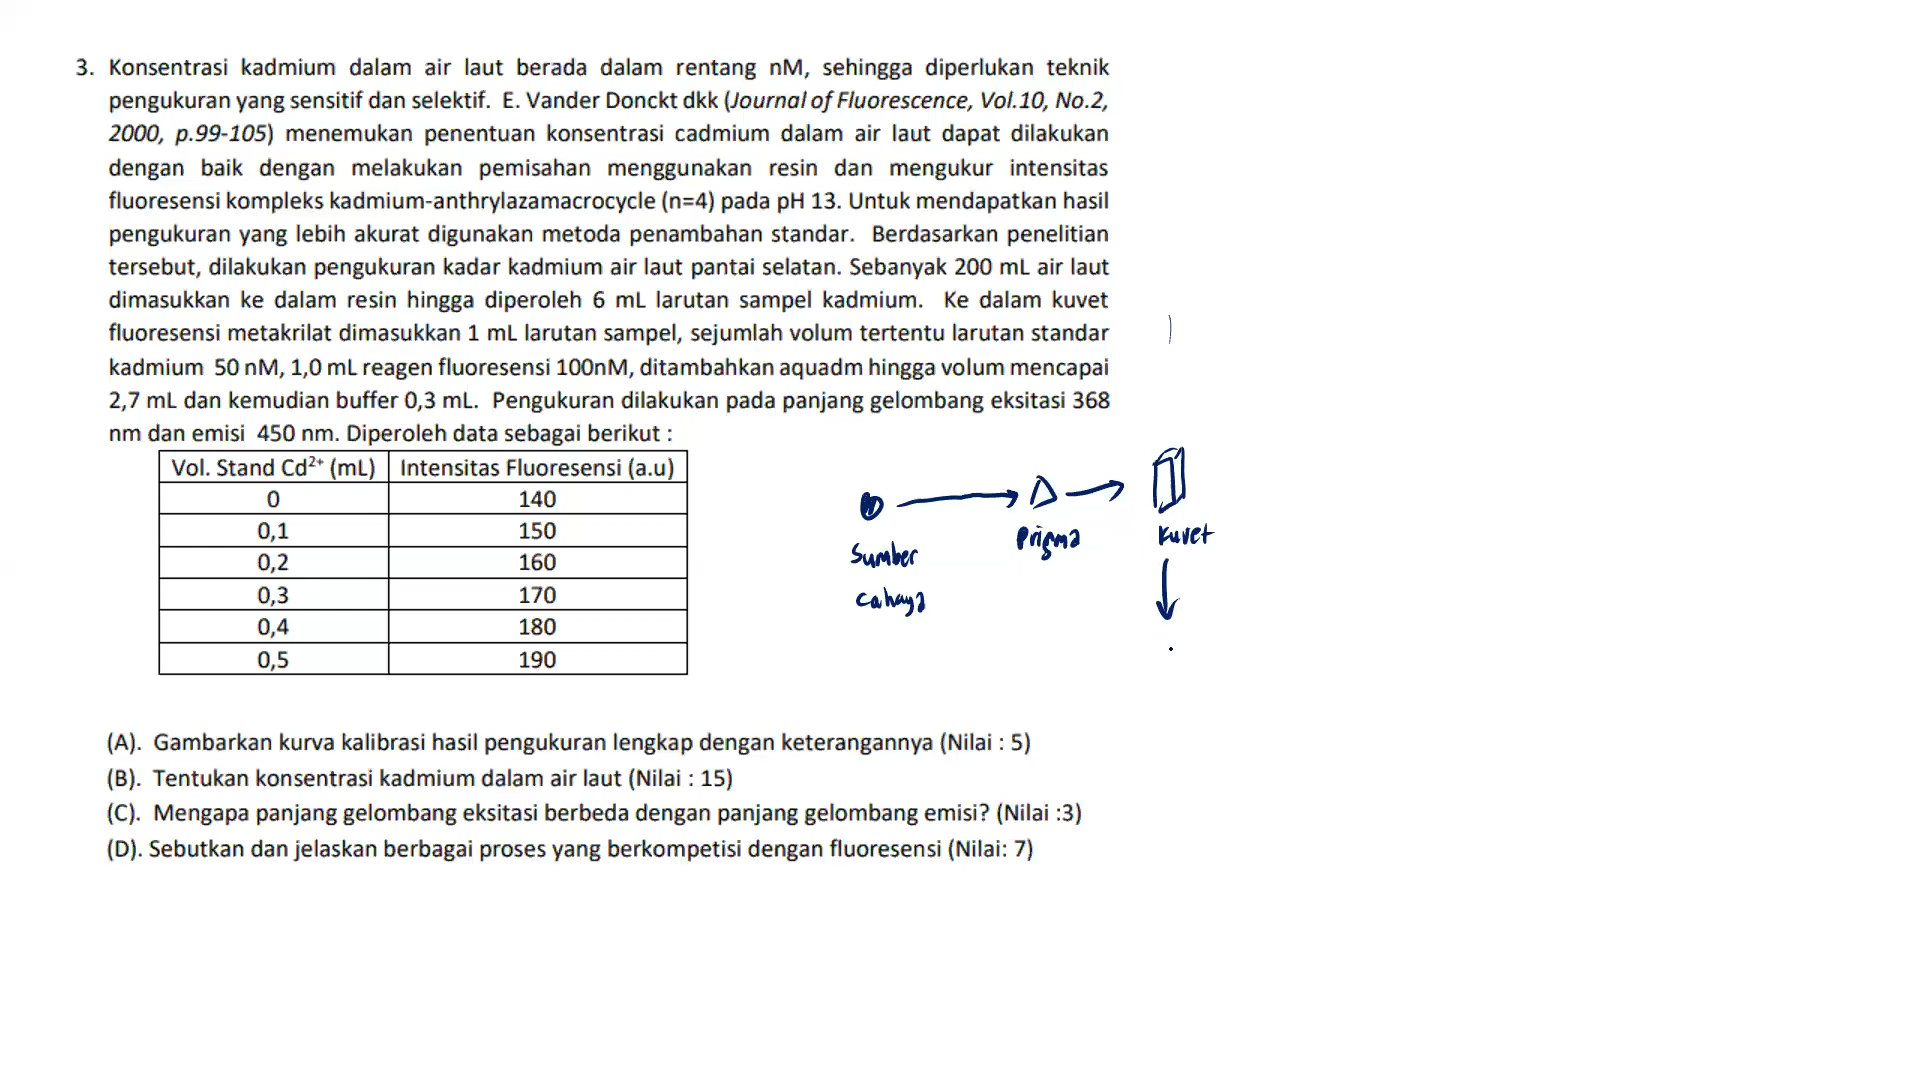 3. Konsentrasi kadmium dalam air laut berada dalam rentang nM, sehingga diperlukan teknik
pengukuran yang sensitif dan selektif. E. Vander Donckt dkk (Journal of Fluorescence, Vol.10, No.2,
2000, p.99-105) menemukan penentuan konsentrasi cadmium dalam air laut dapat dilakukan
dengan baik dengan melakukan pemisahan menggunakan resin dan mengukur intensitas
fluoresensi kompleks kadmium-anthrylazamacrocycle (n=4) pada pH 13. Untuk mendapatkan hasil
pengukuran yang lebih akurat digunakan metoda penambahan standar. Berdasarkan penelitian
tersebut, dilakukan pengukuran kadar kadmium air laut pantai selatan. Sebanyak 200 mL air laut
dimasukkan ke dalam resin hingga diperoleh 6 mL larutan sampel kadmium. Ke dalam kuvet
fluoresensi metakrilat dimasukkan 1 mL larutan sampel, sejumlah volum tertentu larutan standar
kadmium 50 nM, 1,0 mL reagen fluoresensi 100nM, ditambahkan aquadm hingga volum mencapai
2,7 mL dan kemudian buffer 0,3 mL. Pengukuran dilakukan pada panjang gelombang eksitasi 368
nm dan emisi 450 nm. Diperoleh data sebagai berikut :
Vol. Stand Cd²⁺ (mL) Intensitas Fluoresensi (a.u)
0 140
0,1 150
0,2 160
0,3 170
0,4 180
0,5 190
Sumber
cahaya
Prisma
Kuvet
(A). Gambarkan kurva kalibrasi hasil pengukuran lengkap dengan keterangannya (Nilai : 5)
(B). Tentukan konsentrasi kadmium dalam air laut (Nilai : 15)
(C). Mengapa panjang gelombang eksitasi berbeda dengan panjang gelombang emisi? (Nilai :3)
(D). Sebutkan dan jelaskan berbagai proses yang berkompetisi dengan fluoresensi (Nilai: 7)